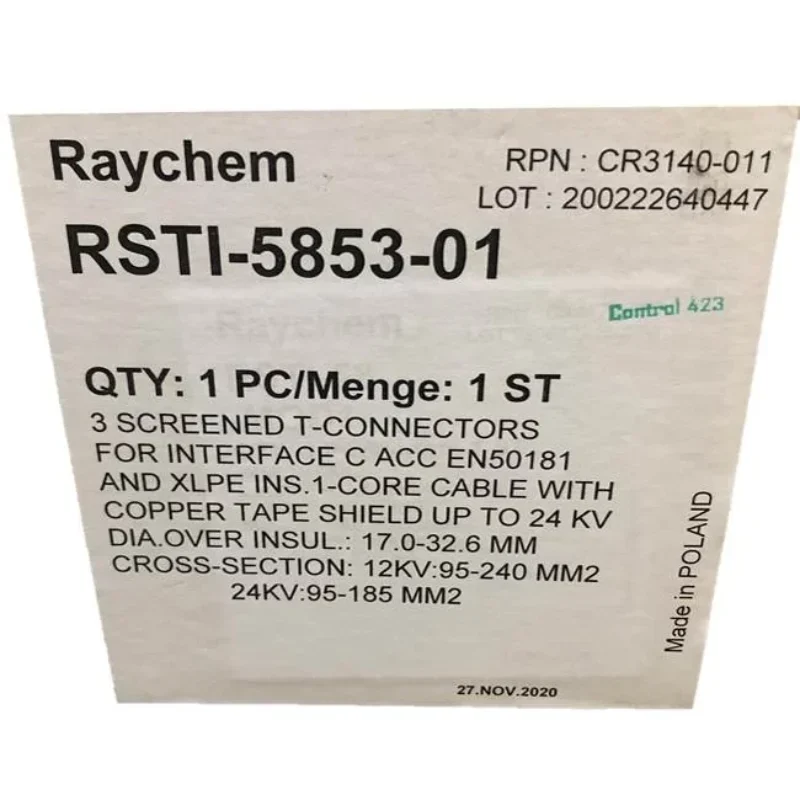 Raychem
RPN : CR3140-011
LOT : 200222640447
RSTI-5853-01
Control 423
Raychem
QTY: 1 PC/Menge: 1 ST
3 SCREENED T-CONNECTORS
FOR INTERFACE C ACC EN50181
AND XLPE INS.1-CORE CABLE WITH
COPPER TAPE SHIELD UP TO 24 KV
DIA.OVER INSUL.: 17.0-32.6 MM
CROSS-SECTION: 12KV:95-240 MM2
24KV:95-185 MM2
Made in POLAND
27.NOV.2020